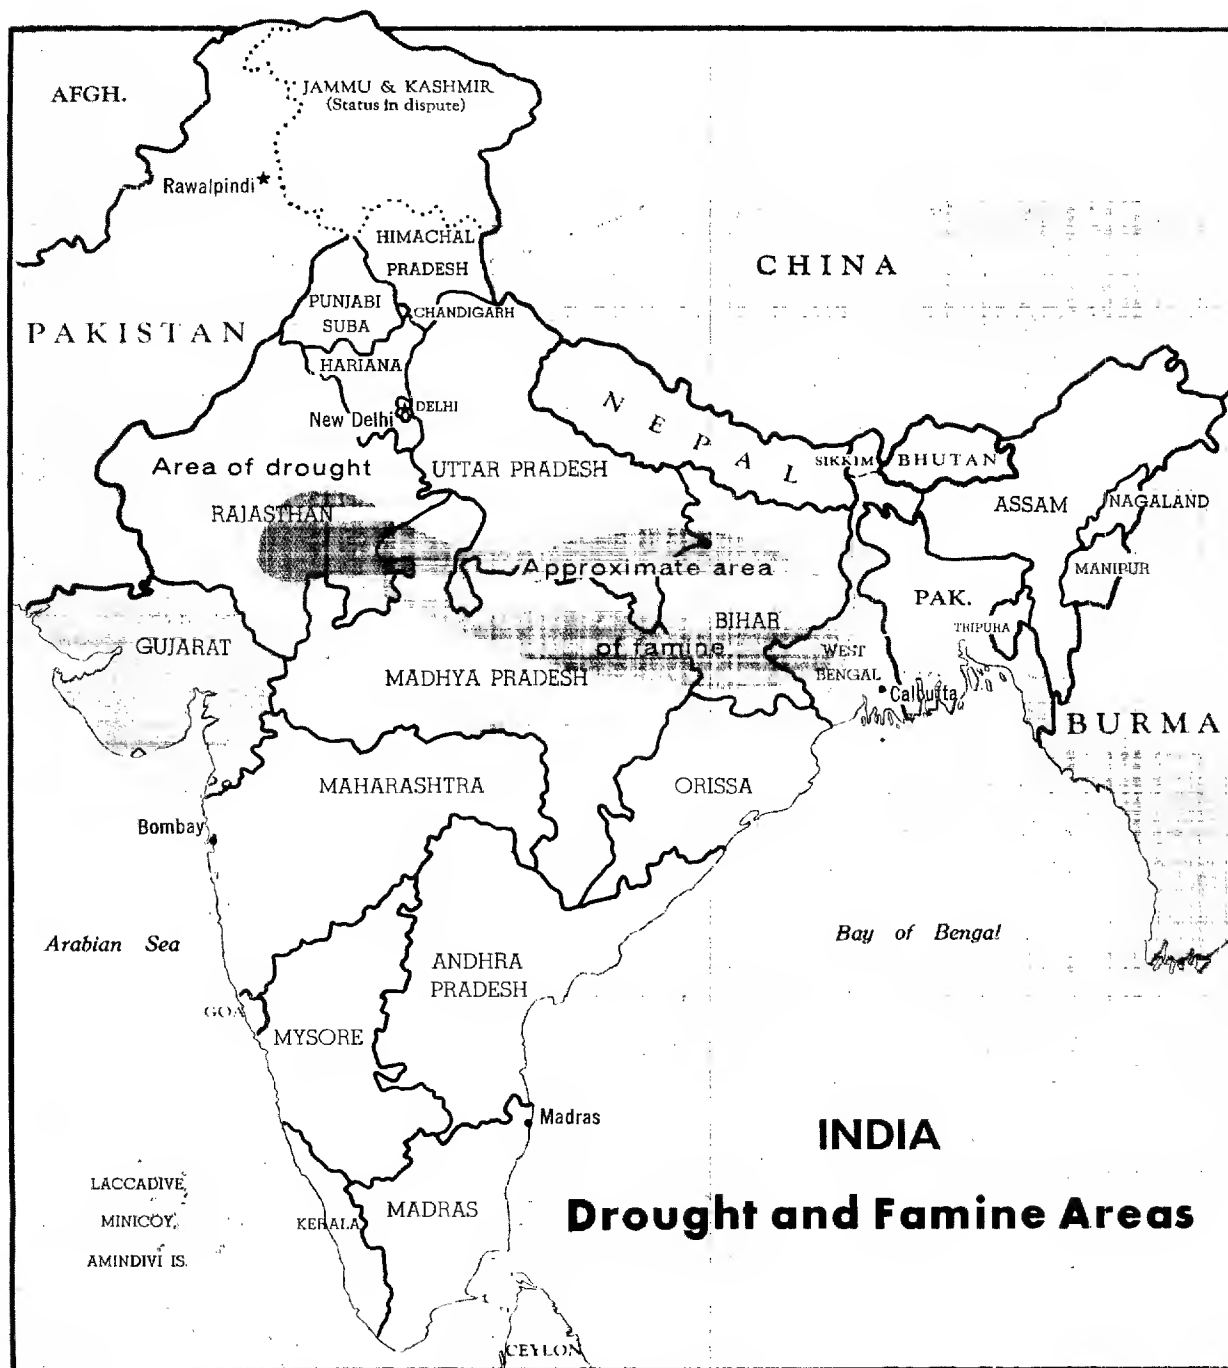 AFGH.
JAMMU & KASHMIR
(Status in dispute)
Rawalpindi
HIMACHAL
PRADESH
CHINA
PUNJABI
SUBA
CHANDIGARH
PAKISTAN
HARIANA
New Delhi
DELHI
NEPAL
SIKKIM
BHUTAN
Area of drought
UTTAR PRADESH
RAJASTHAN
ASSAM
NAGALAND
Approximate area
MANIPUR
PAK.
BIHAR
TRIPURA
GUJARAT
of famine
WEST
BENGAL
MADHYA PRADESH
Calcutta
BURMA
MAHARASHTRA
ORISSA
Bombay
Arabian Sea
Bay of Bengal
ANDHRA
PRADESH
GOA
MYSORE
Madras
INDIA
LACCADIVE,
MINICOY,
AMINDIVI IS.
KERALA
MADRAS
Drought and Famine Areas
CEYLON